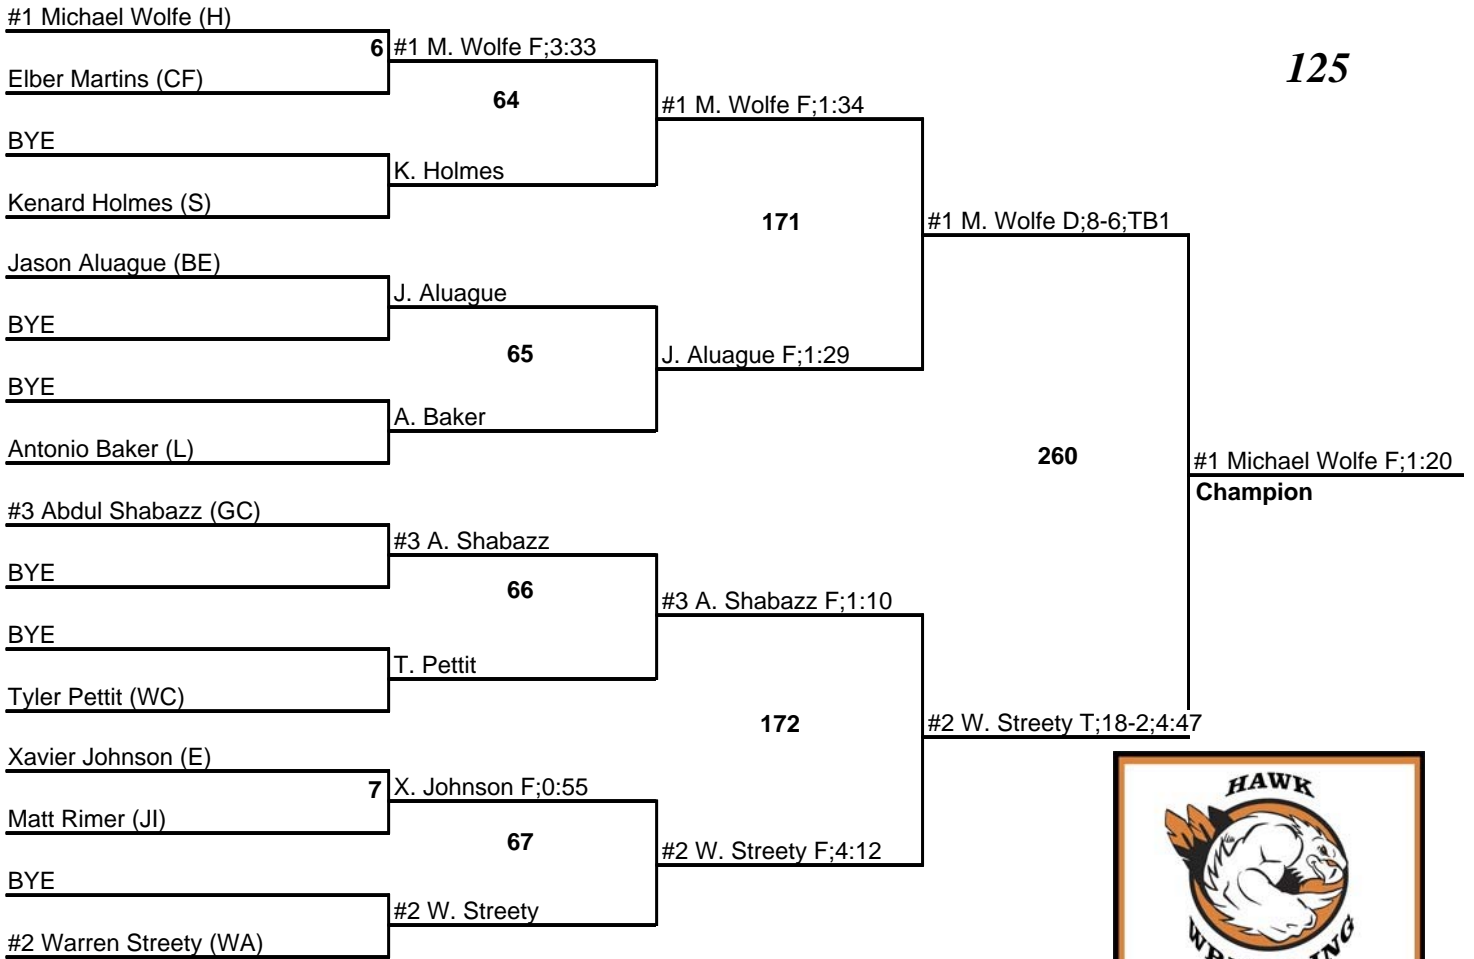 #1 Michael Wolfe (H)
6
#1 M. Wolfe F;3:33
125
Elber Martins (CF)
64
#1 M. Wolfe F;1:34
BYE
K. Holmes
Kenard Holmes (S)
171
#1 M. Wolfe D;8-6;TB1
Jason Aluague (BE)
J. Aluague
BYE
65
J. Aluague F;1:29
BYE
A. Baker
Antonio Baker (L)
260
#1 Michael Wolfe F;1:20
Champion
#3 Abdul Shabazz (GC)
#3 A. Shabazz
BYE
66
#3 A. Shabazz F;1:10
BYE
T. Pettit
Tyler Pettit (WC)
172
#2 W. Streety T;18-2;4:47
Xavier Johnson (E)
7
X. Johnson F;0:55
Matt Rimer (JI)
67
#2 W. Streety F;4:12
BYE
#2 W. Streety
#2 Warren Streety (WA)
HAWK
WRESTLING